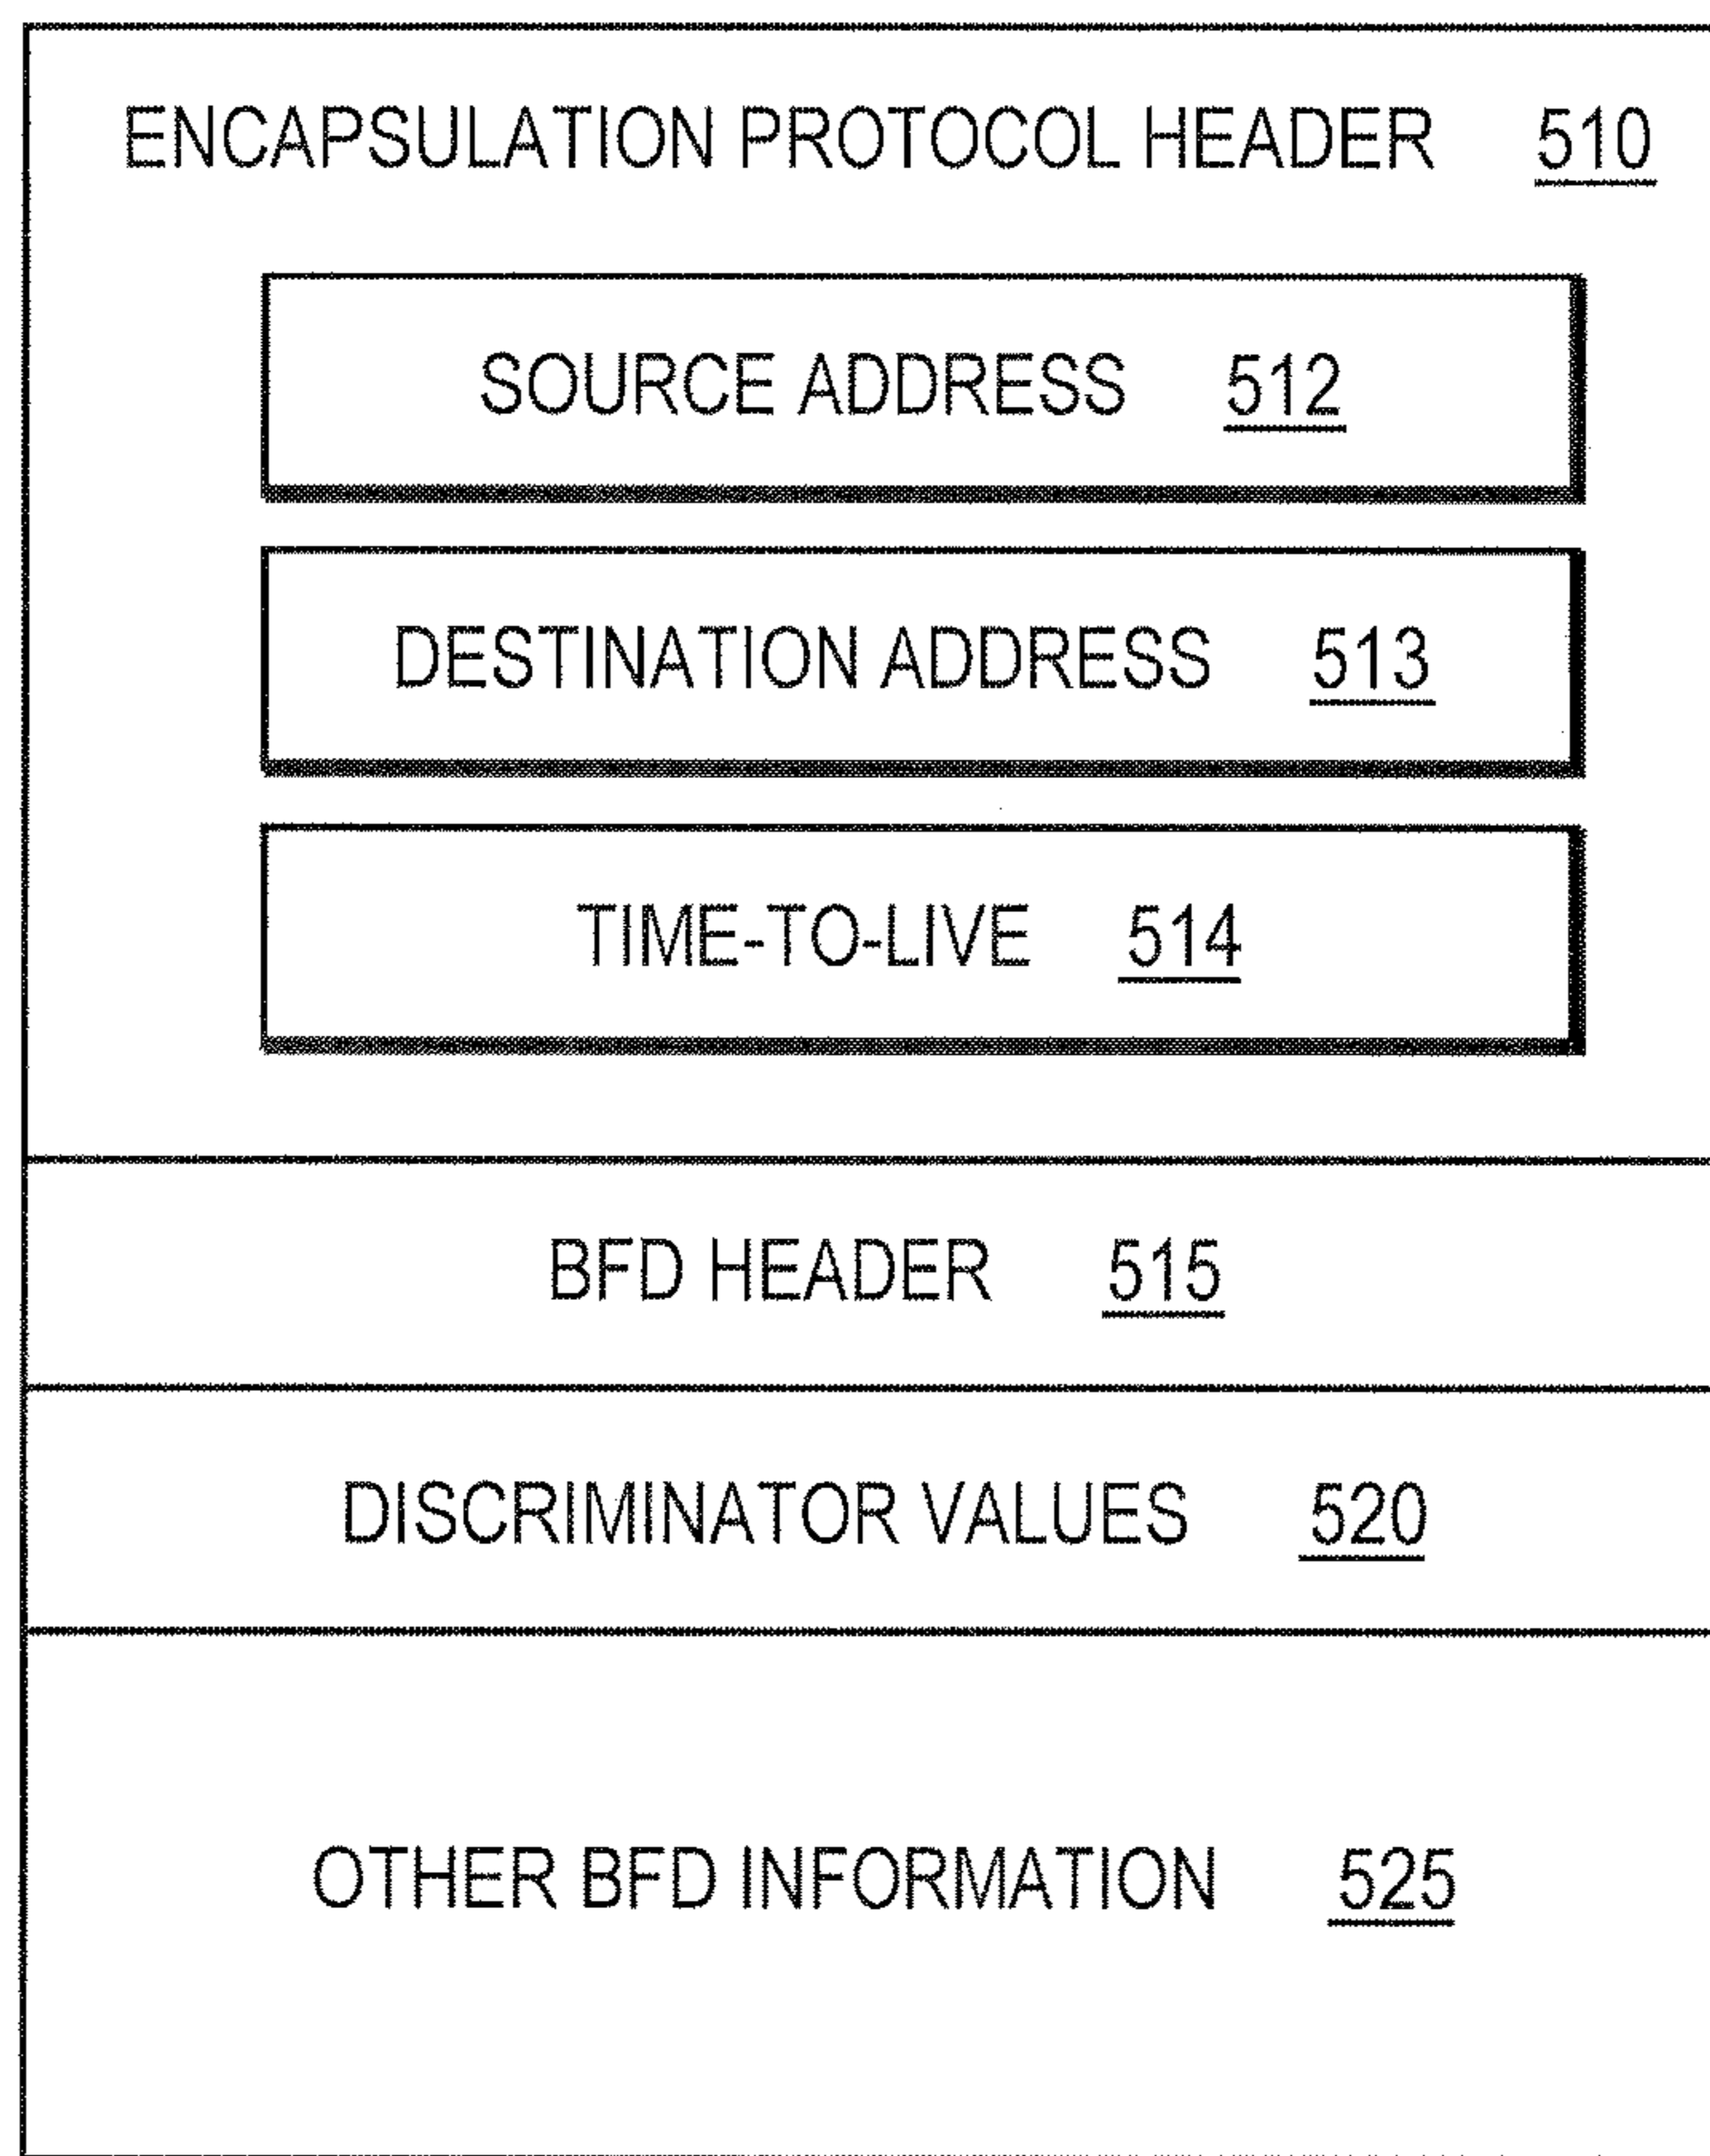 ENCAPSULATION PROTOCOL HEADER 510
SOURCE ADDRESS 512
DESTINATION ADDRESS 513
TIME-TO-LIVE 514
BFD HEADER 515
DISCRIMINATOR VALUES 520
OTHER BFD INFORMATION 525